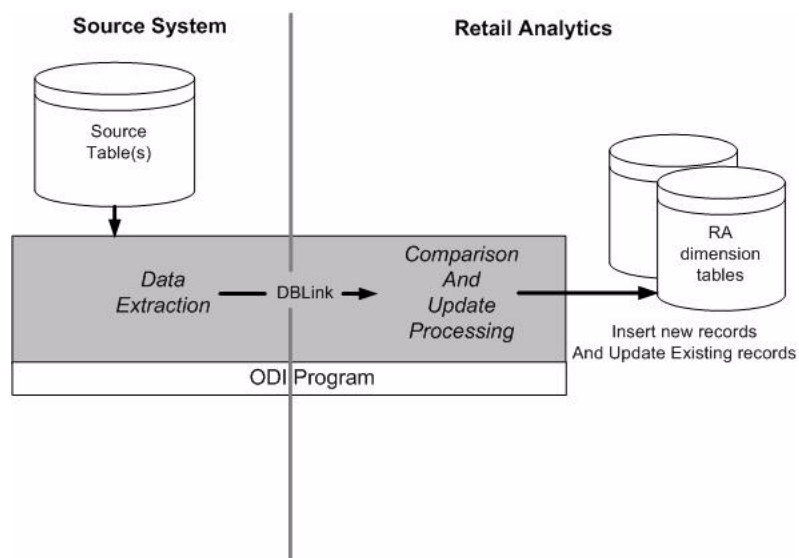 Source System
Retail Analytics
Source
Table(s)
RA
dimension
tables
Data
Extraction
DBLink
Comparison
And
Update
Processing
Insert new records
And Update Existing records
ODI Program